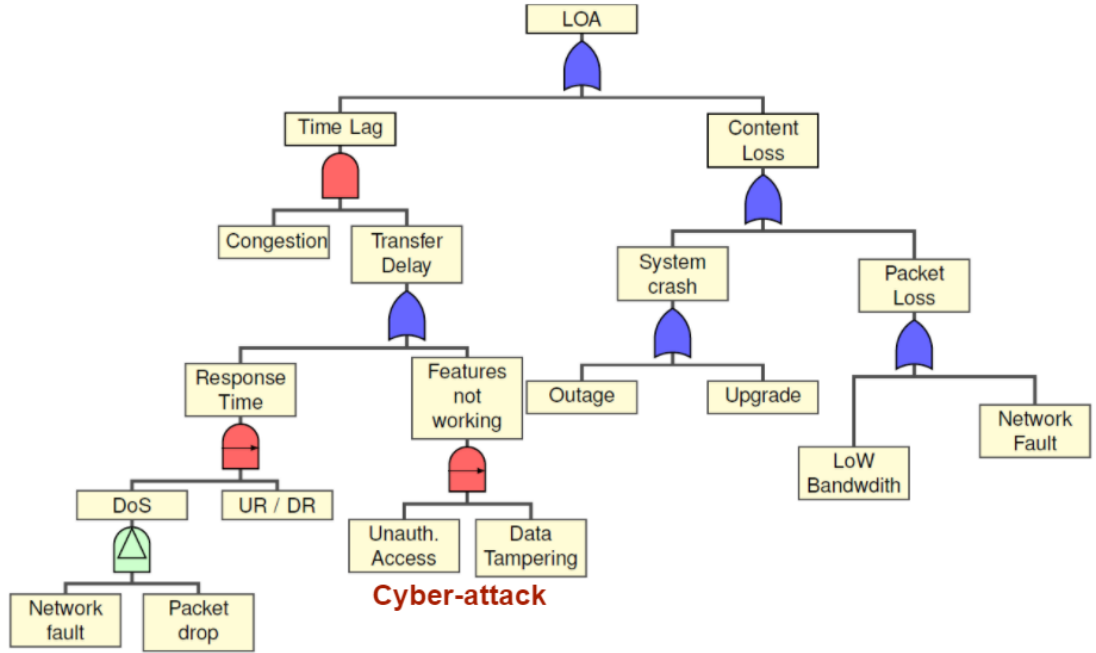 LOA
Time Lag
Content
Loss
Congestion
Transfer
Delay
System
crash
Packet
Loss
Response
Time
Features
not
working
Outage
Upgrade
Network
Fault
LoW
Bandwdith
DoS
UR / DR
Unauth.
Access
Data
Tampering
Cyber-attack
Network
fault
Packet
drop